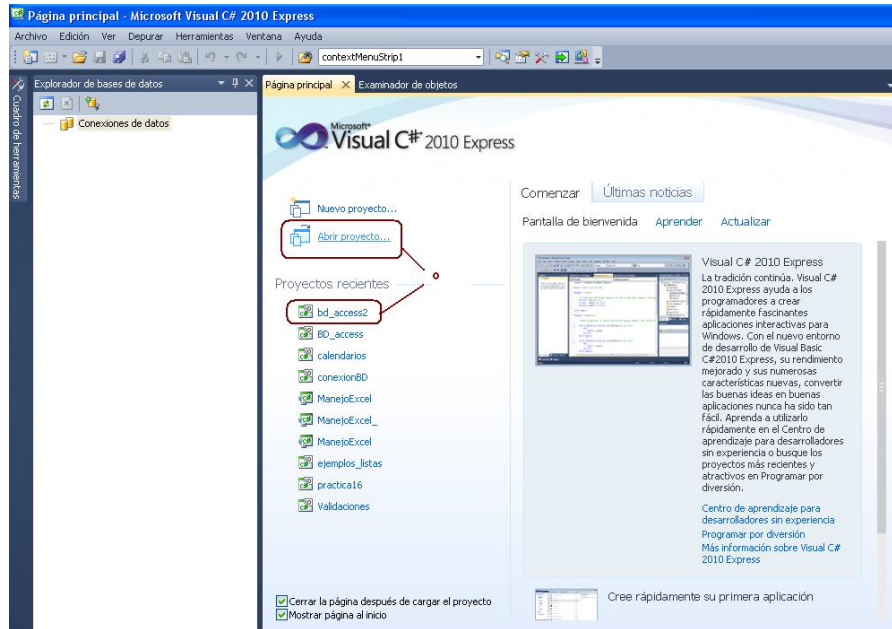 Página principal - Microsoft Visual C# 2010 Express
Archivo Edición Ver Depurar Herramientas Ventana Ayuda
contextMenuStrip1
Cuadro de herramientas
Explorador de bases de datos
Conexiones de datos
Página principal Examinador de objetos
Microsoft
Visual C# 2010 Express
Nuevo proyecto...
Abrir proyecto...
o
Proyectos recientes
bd_access2
BD_access
calendarios
conexionBD
ManejoExcel
ManejoExcel_
ManejoExcel
ejemplos_listas
practica16
Validaciones
Cerrar la página después de cargar el proyecto
Mostrar página al inicio
Comenzar Últimas noticias
Pantalla de bienvenida Aprender Actualizar
Visual C# 2010 Express
La tradición continúa. Visual C#
2010 Express ayuda a los
programadores a crear
rápidamente fascinantes
aplicaciones interactivas para
Windows. Con el nuevo entorno
de desarrollo de Visual Basic
C#2010 Express, su rendimiento
mejorado y sus numerosas
características nuevas, convertir
las buenas ideas en buenas
aplicaciones nunca ha sido tan
fácil. Aprenda a utilizarlo
rápidamente en el Centro de
aprendizaje para desarrolladores
sin experiencia o busque los
proyectos más recientes y
atractivos en Programar por
diversión.
Centro de aprendizaje para
desarrolladores sin experiencia
Programar por diversión
Más información sobre Visual C#
2010 Express
Cree rápidamente su primera aplicación